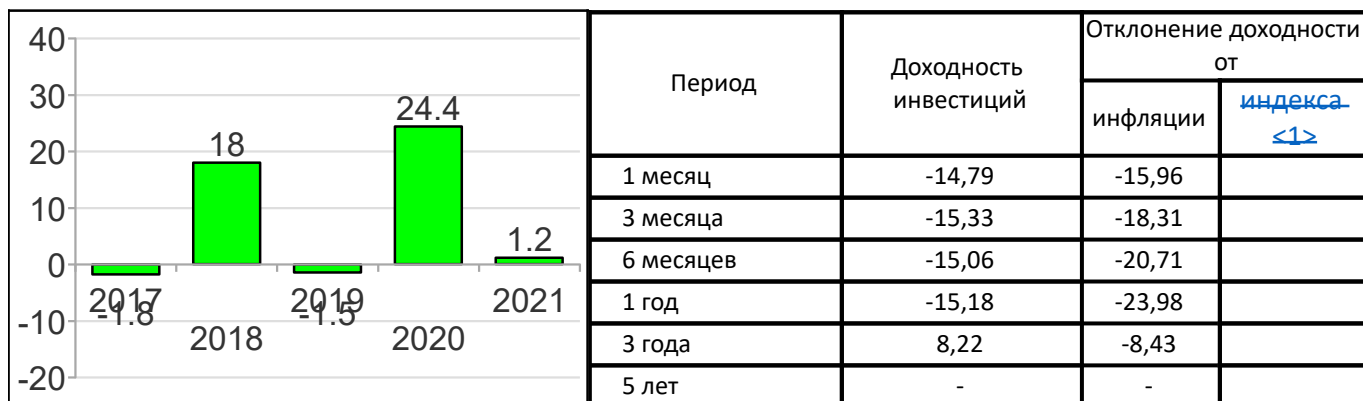 40
30
20
10
0
-10
-20
-1.8
18
-1.5
24.4
1.2
2017
2018
2019
2020
2021
Период
Доходность
инвестиций
Отклонение доходности
от
инфляции
индекса
<1>
1 месяц -14,79 -15,96
3 месяца -15,33 -18,31
6 месяцев -15,06 -20,71
1 год -15,18 -23,98
3 года 8,22 -8,43
5 лет - -